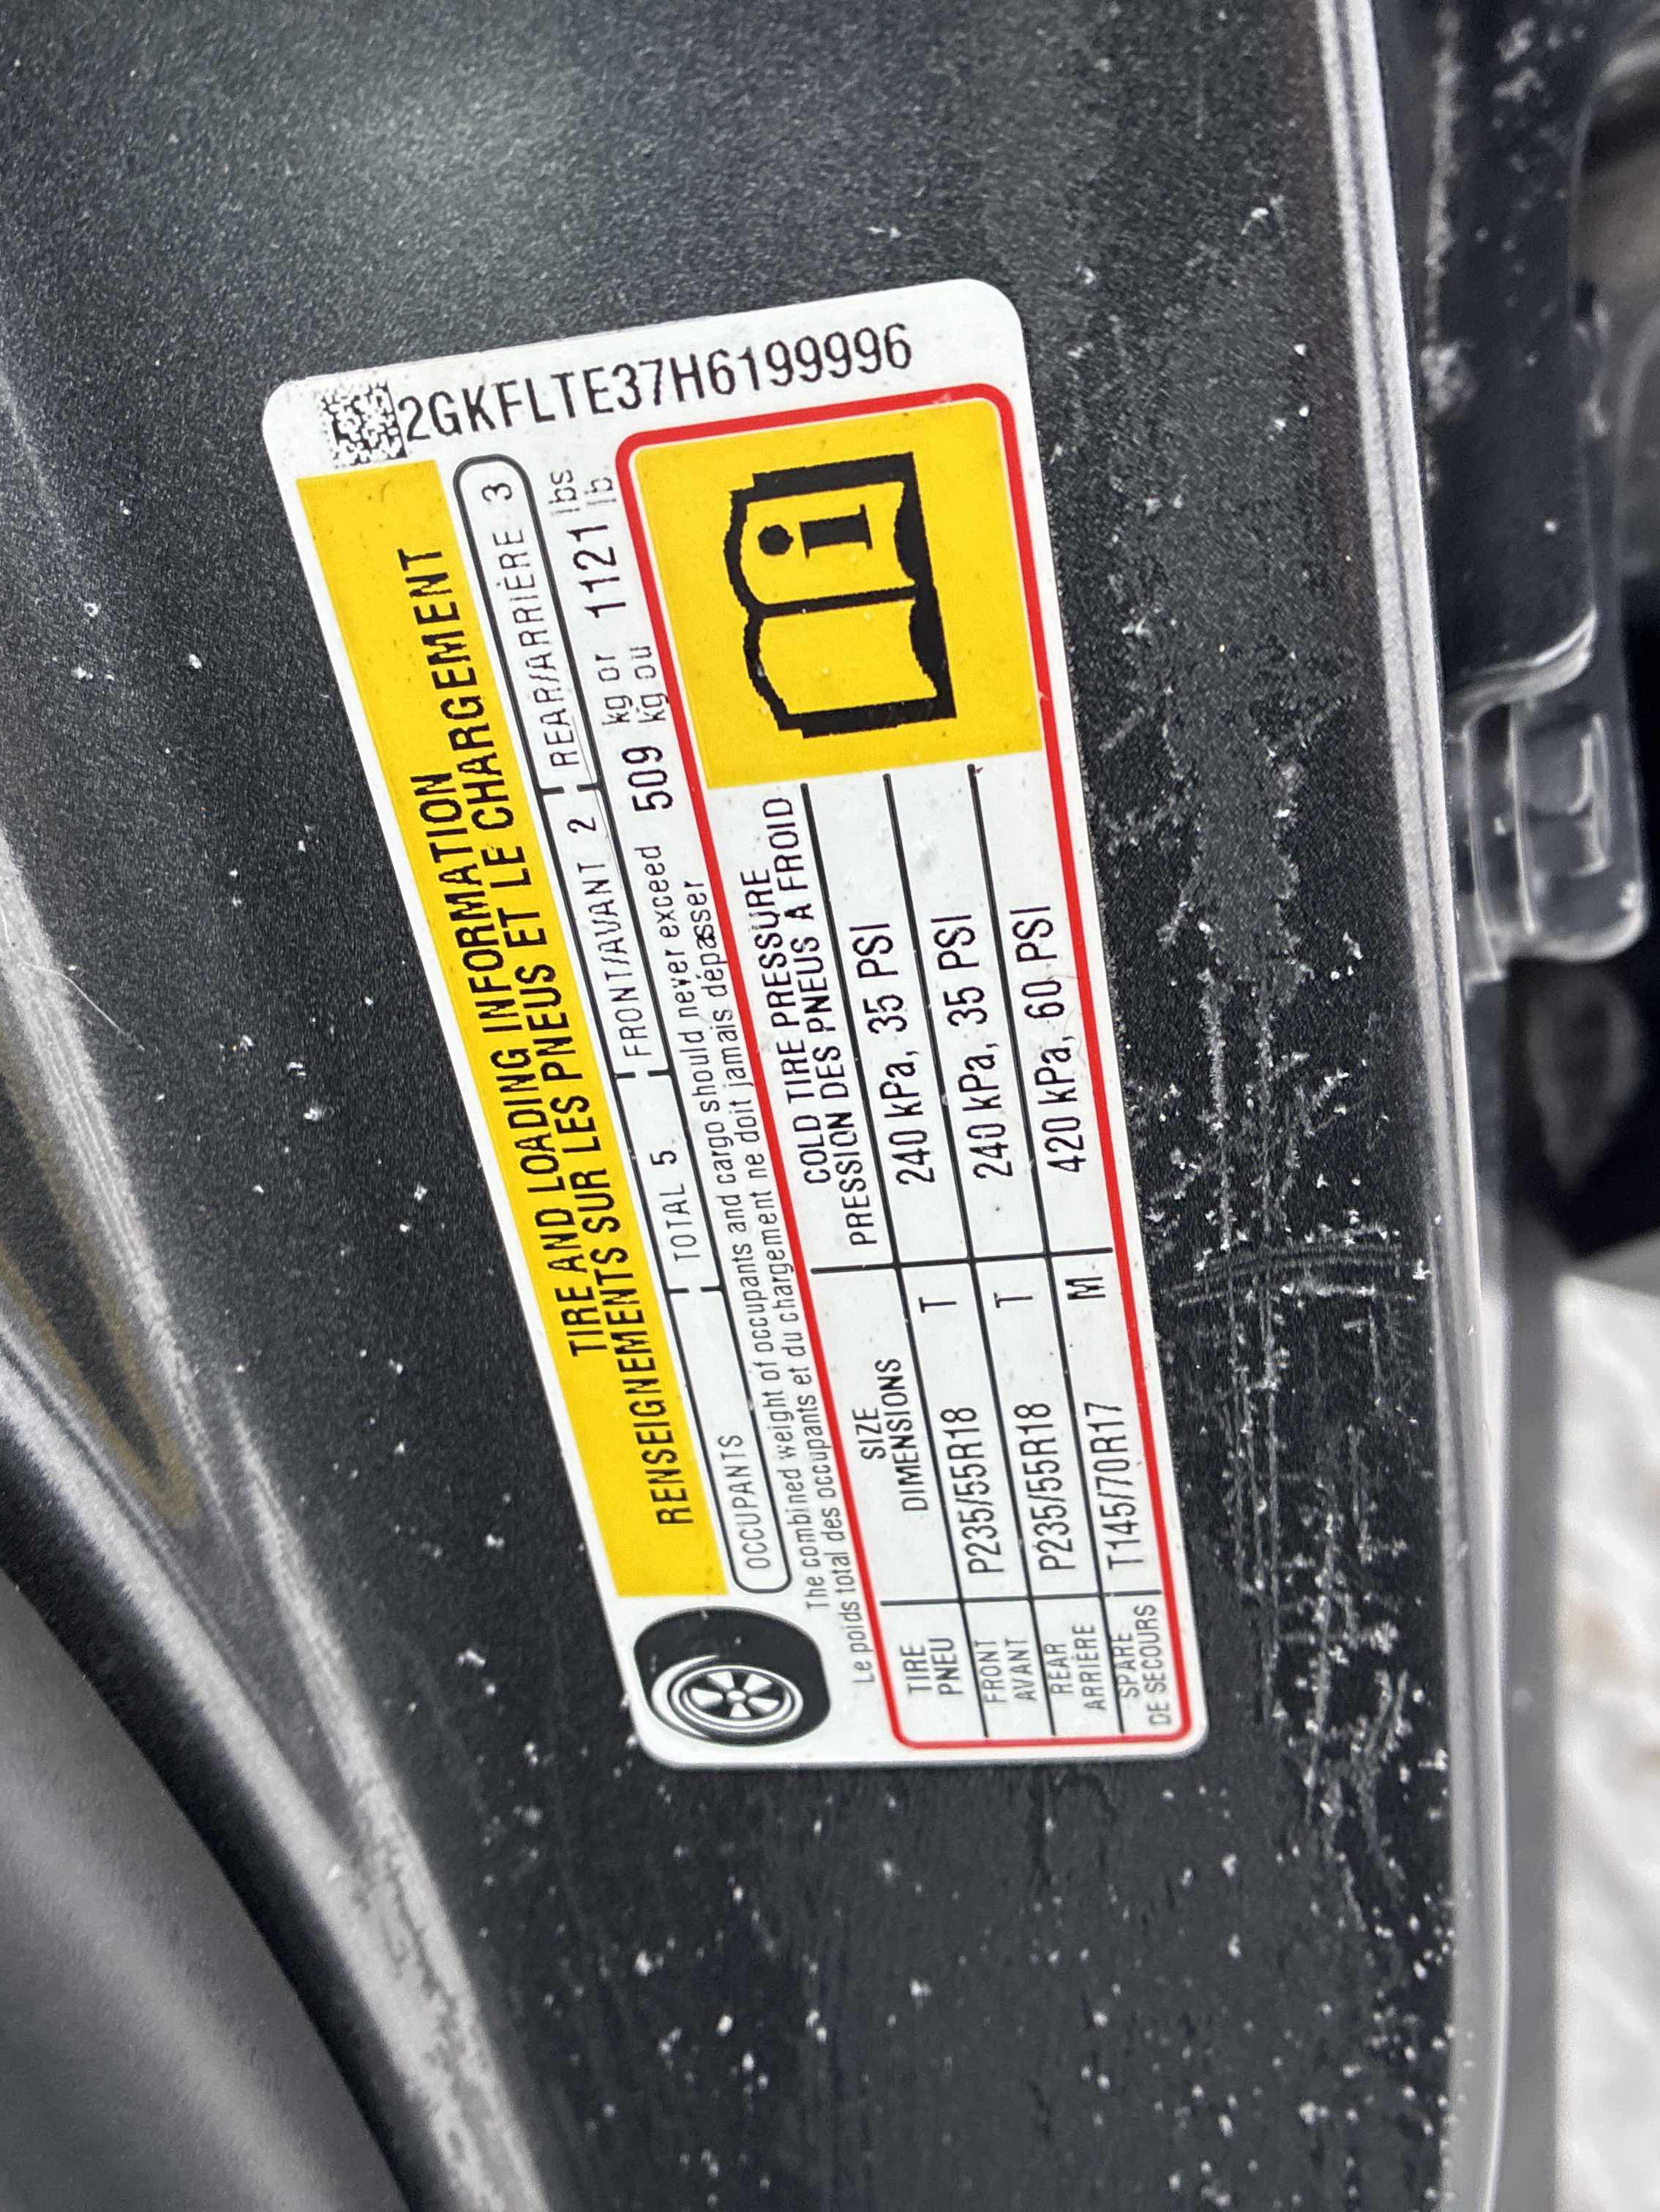 2GKFLTE37H6199996
TIRE AND LOADING INFORMATION
RENSEIGNEMENTS SUR LES PNEUS ET LE CHARGEMENT
OCCUPANTS TOTAL 5 FRONT/AVANT 2 REAR/ARRIÈRE 3
The combined weight of occupants and cargo should never exceed 509 kg or 1121 lbs
Le poids total des occupants et du chargement ne doit jamais dépasser kg ou lb
TIRE SIZE COLD TIRE PRESSURE
PNEU DIMENSIONS PRESSION DES PNEUS A FROID
FRONT P235/55R18 T 240 kPa, 35 PSI
AVANT
REAR P235/55R18 T 240 kPa, 35 PSI
ARRIÈRE
SPARE T145/70R17 M 420 kPa, 60 PSI
DE SECOURS
i